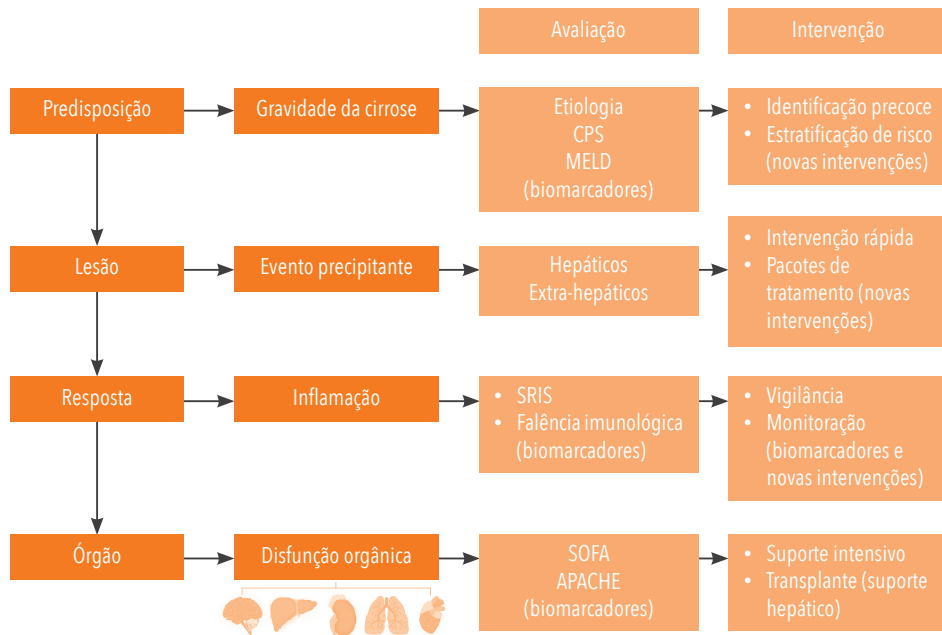 Avaliação
Intervenção
Predisposição
Gravidade da cirrose
Etiologia
CPS
MELD
(biomarcadores)
• Identificação precoce
• Estratificação de risco
(novas intervenções)
Lesão
Evento precipitante
Hepáticos
Extra-hepáticos
• Intervenção rápida
• Pacotes de
tratamento (novas
intervenções)
Resposta
Inflamação
• SRIS
• Falência imunológica
(biomarcadores)
• Vigilância
• Monitoração
(biomarcadores e
novas intervenções)
Órgão
Disfunção orgânica
SOFA
APACHE
(biomarcadores)
• Suporte intensivo
• Transplante (suporte
hepático)